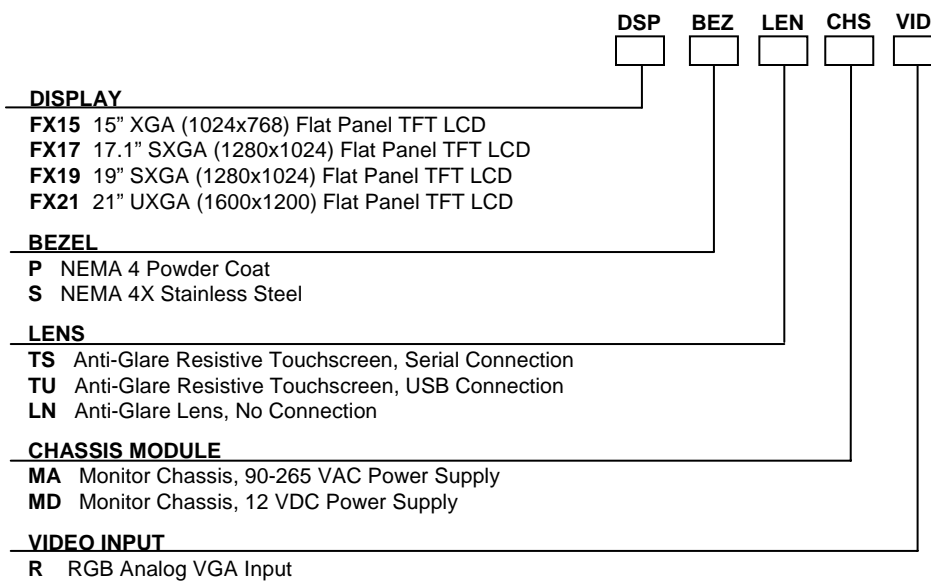 DSP BEZ LEN CHS VID
DISPLAY
FX15 15” XGA (1024x768) Flat Panel TFT LCD
FX17 17.1” SXGA (1280x1024) Flat Panel TFT LCD
FX19 19” SXGA (1280x1024) Flat Panel TFT LCD
FX21 21” UXGA (1600x1200) Flat Panel TFT LCD
BEZEL
P NEMA 4 Powder Coat
S NEMA 4X Stainless Steel
LENS
TS Anti-Glare Resistive Touchscreen, Serial Connection
TU Anti-Glare Resistive Touchscreen, USB Connection
LN Anti-Glare Lens, No Connection
CHASSIS MODULE
MA Monitor Chassis, 90-265 VAC Power Supply
MD Monitor Chassis, 12 VDC Power Supply
VIDEO INPUT
R RGB Analog VGA Input